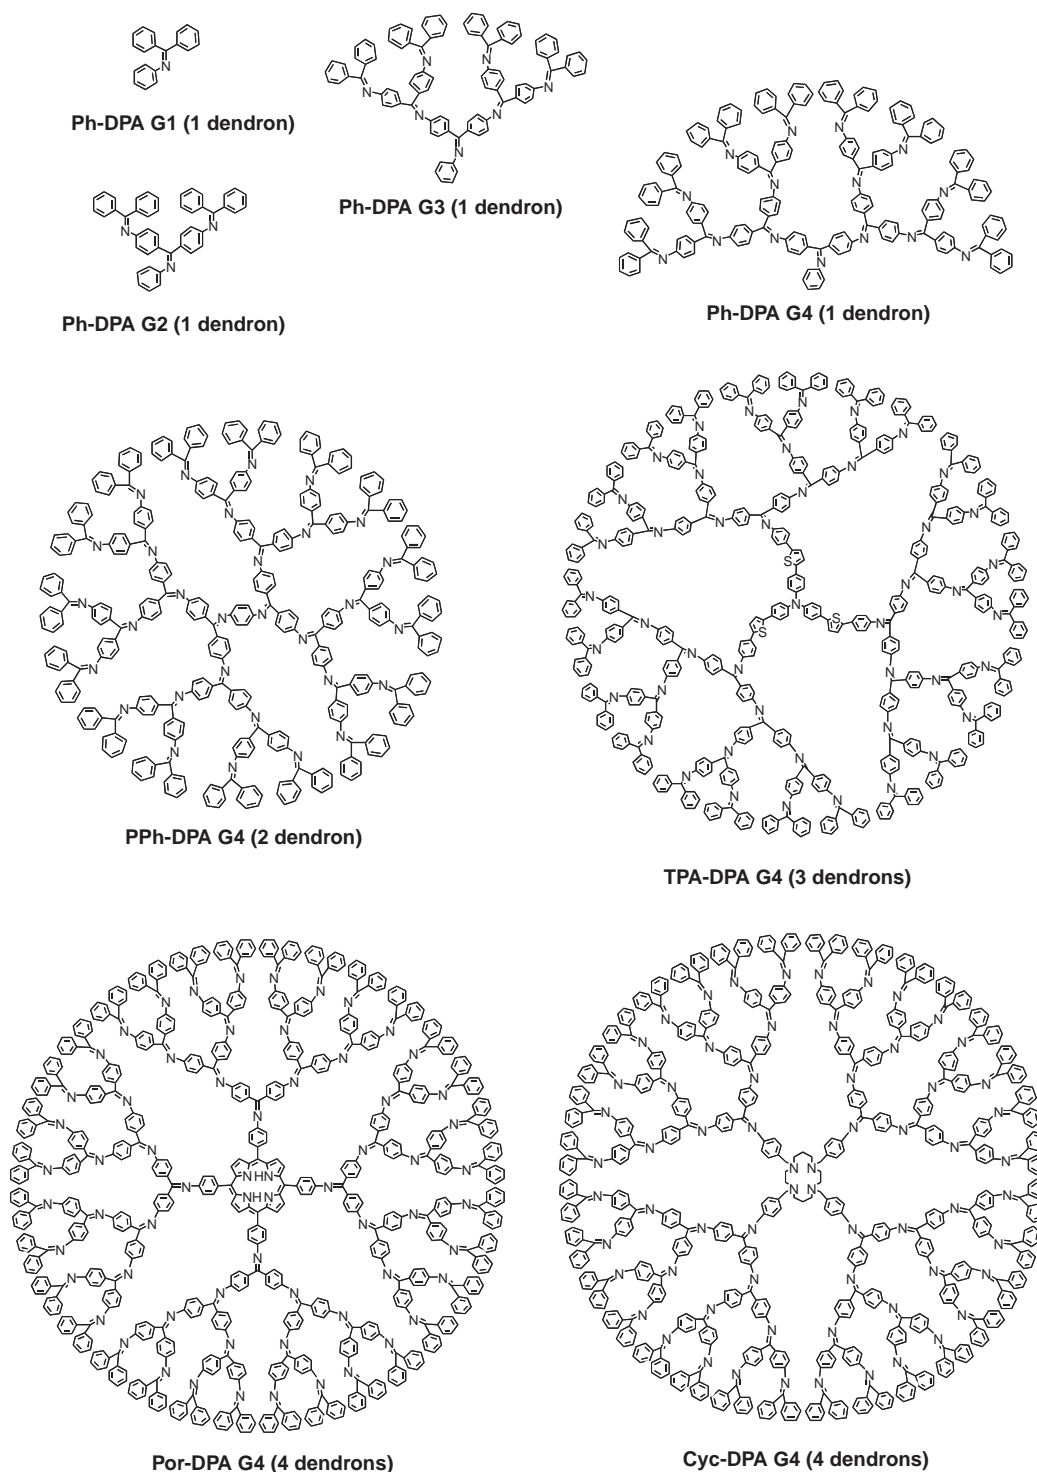 Ph-DPA G1 (1 dendron)
Ph-DPA G3 (1 dendron)
Ph-DPA G2 (1 dendron)
Ph-DPA G4 (1 dendron)
PPh-DPA G4 (2 dendron)
TPA-DPA G4 (3 dendrons)
Por-DPA G4 (4 dendrons)
Cyc-DPA G4 (4 dendrons)